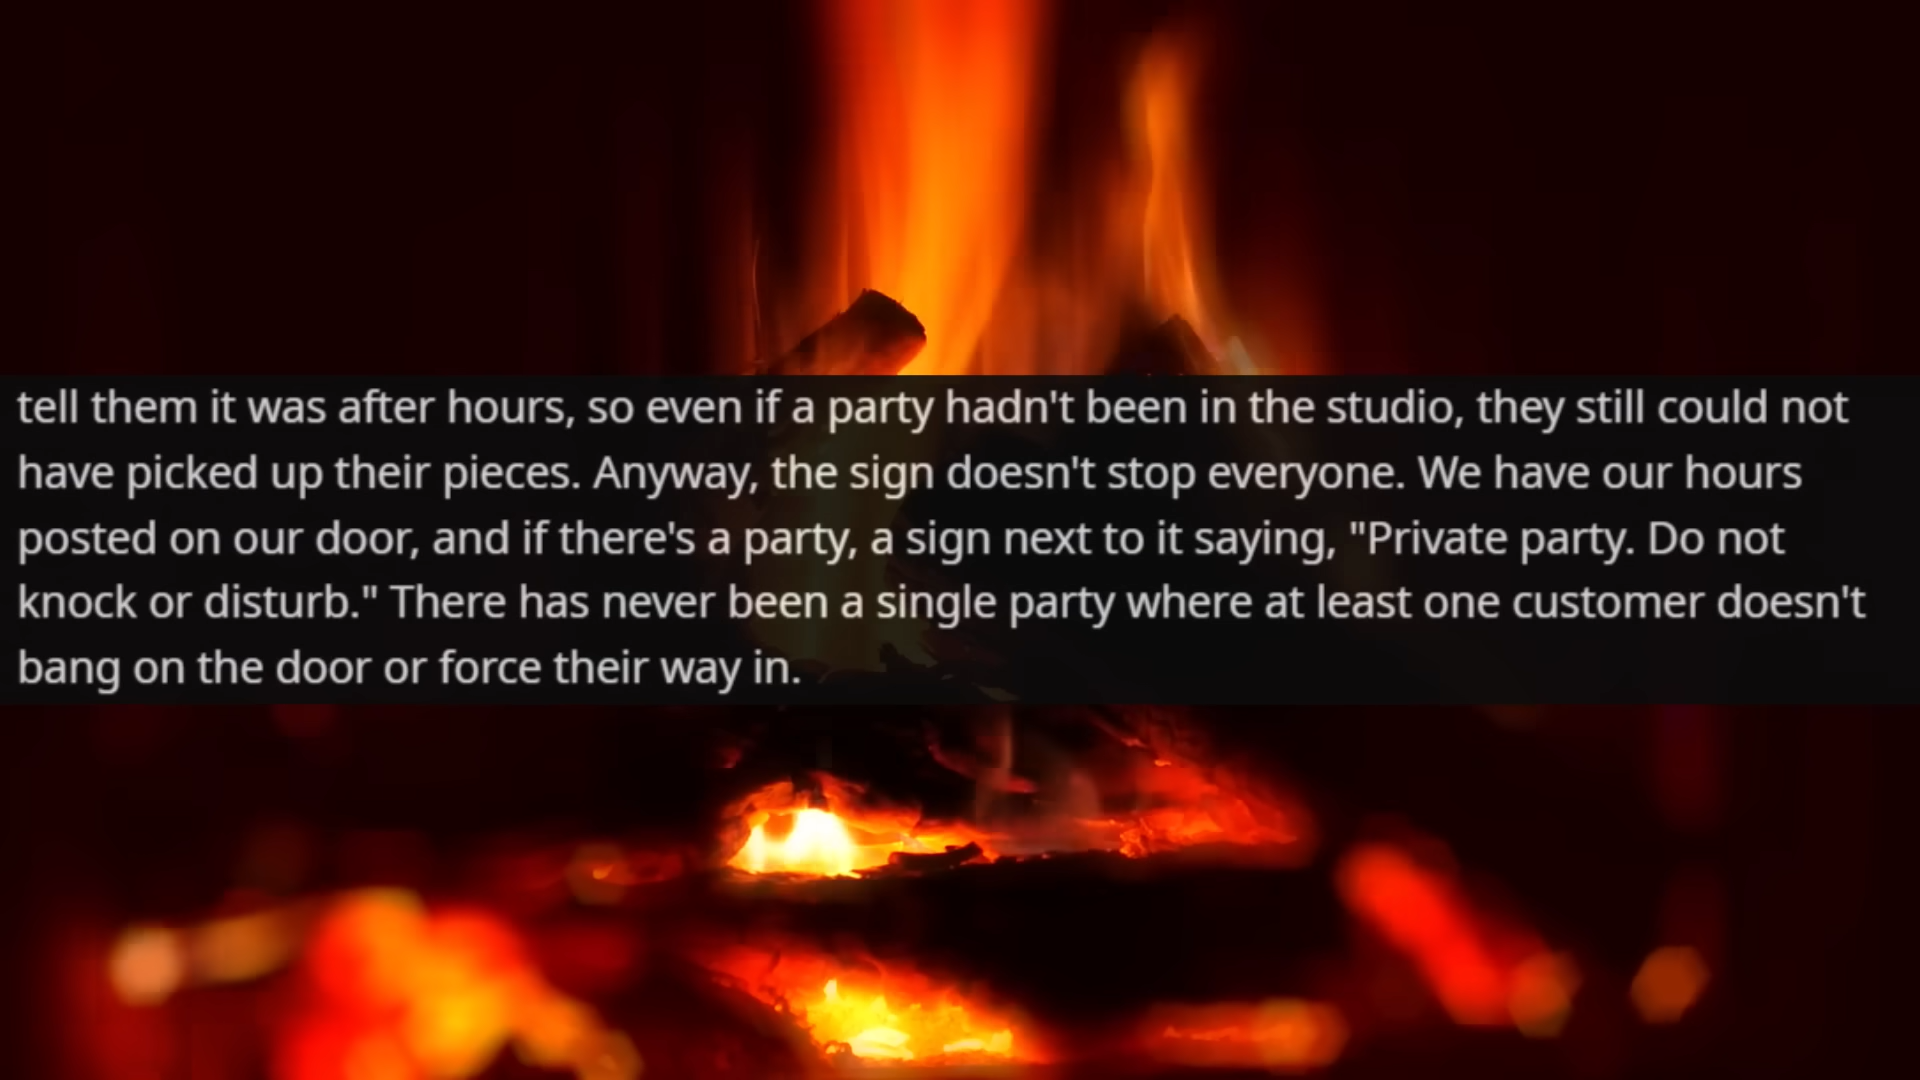 tell them it was after hours, so even if a party hadn't been in the studio, they still could not
have picked up their pieces. Anyway, the sign doesn't stop everyone. We have our hours
posted on our door, and if there's a party, a sign next to it saying, "Private party. Do not
knock or disturb." There has never been a single party where at least one customer doesn't
bang on the door or force their way in.